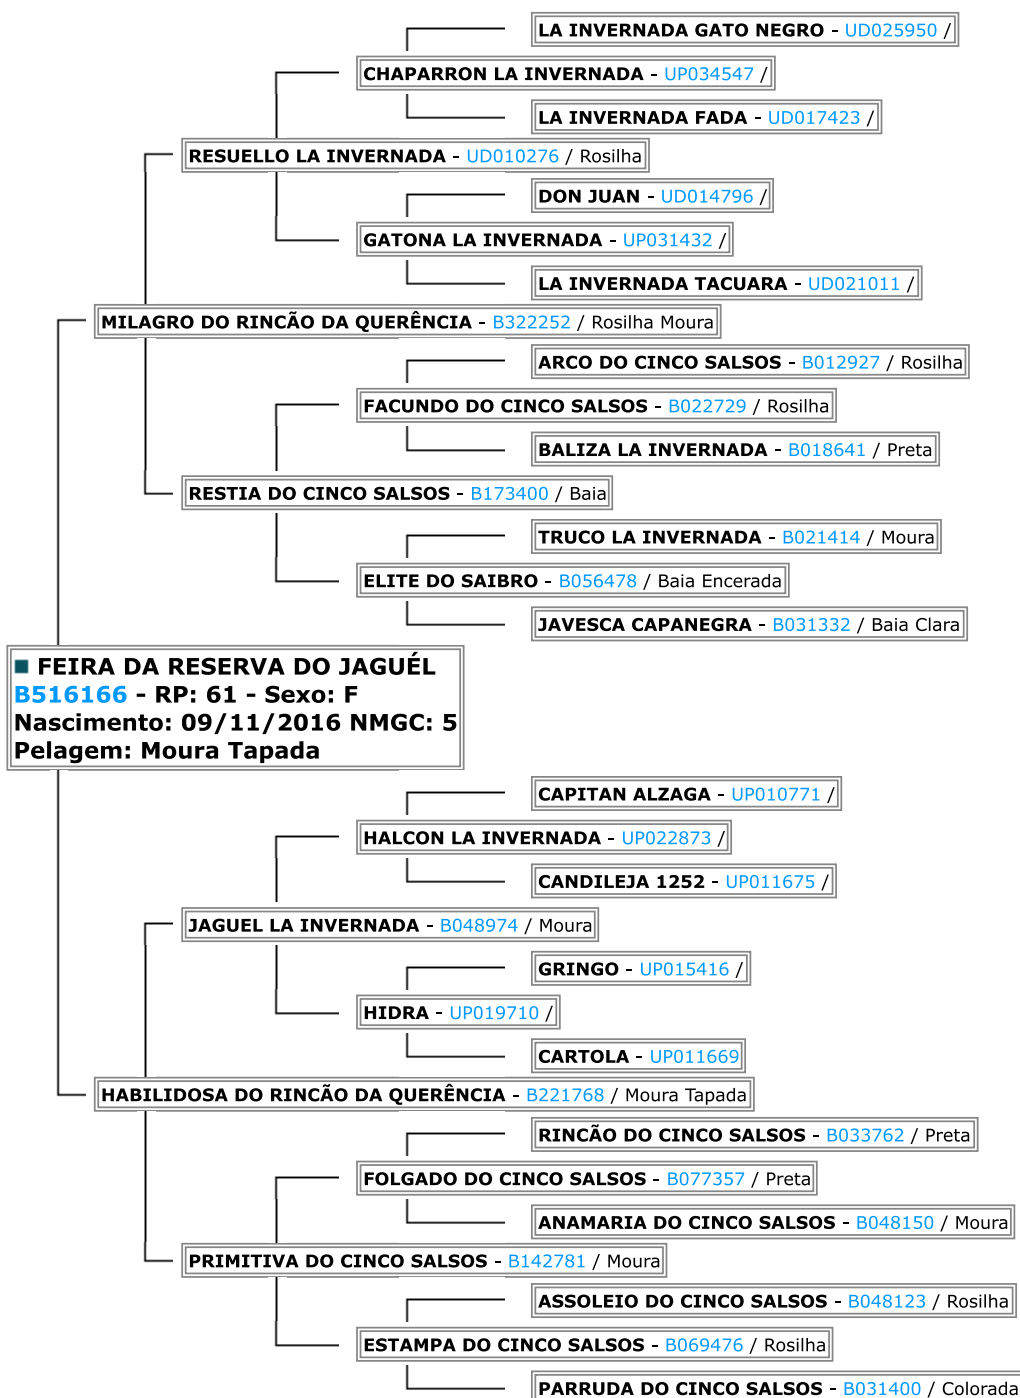 LA INVERNADA GATO NEGRO - UD025950 /
CHAPARRON LA INVERNADA - UP034547 /
LA INVERNADA FADA - UD017423 /
RESUELLO LA INVERNADA - UD010276 / Rosilha
DON JUAN - UD014796 /
GATONA LA INVERNADA - UP031432 /
LA INVERNADA TACUARA - UD021011 /
MILAGRO DO RINCÃO DA QUERÊNCIA - B322252 / Rosilha Moura
ARCO DO CINCO SALSOS - B012927 / Rosilha
FACUNDO DO CINCO SALSOS - B022729 / Rosilha
BALIZA LA INVERNADA - B018641 / Preta
RESTIA DO CINCO SALSOS - B173400 / Baia
TRUCO LA INVERNADA - B021414 / Moura
ELITE DO SAIBRO - B056478 / Baia Encerada
JAVESCA CAPANEGRA - B031332 / Baia Clara
FEIRA DA RESERVA DO JAGUÉL
B516166 - RP: 61 - Sexo: F
Nascimento: 09/11/2016 NMGC: 5
Pelagem: Moura Tapada
CAPITAN ALZAGA - UP010771 /
HALCON LA INVERNADA - UP022873 /
CANDILEJA 1252 - UP011675 /
JAGUEL LA INVERNADA - B048974 / Moura
GRINGO - UP015416 /
HIDRA - UP019710 /
CARTOLA - UP011669
HABILIDOSA DO RINCÃO DA QUERÊNCIA - B221768 / Moura Tapada
RINCÃO DO CINCO SALSOS - B033762 / Preta
FOLGADO DO CINCO SALSOS - B077357 / Preta
ANAMARIA DO CINCO SALSOS - B048150 / Moura
PRIMITIVA DO CINCO SALSOS - B142781 / Moura
ASSOLEIO DO CINCO SALSOS - B048123 / Rosilha
ESTAMPA DO CINCO SALSOS - B069476 / Rosilha
PARRUDA DO CINCO SALSOS - B031400 / Colorada